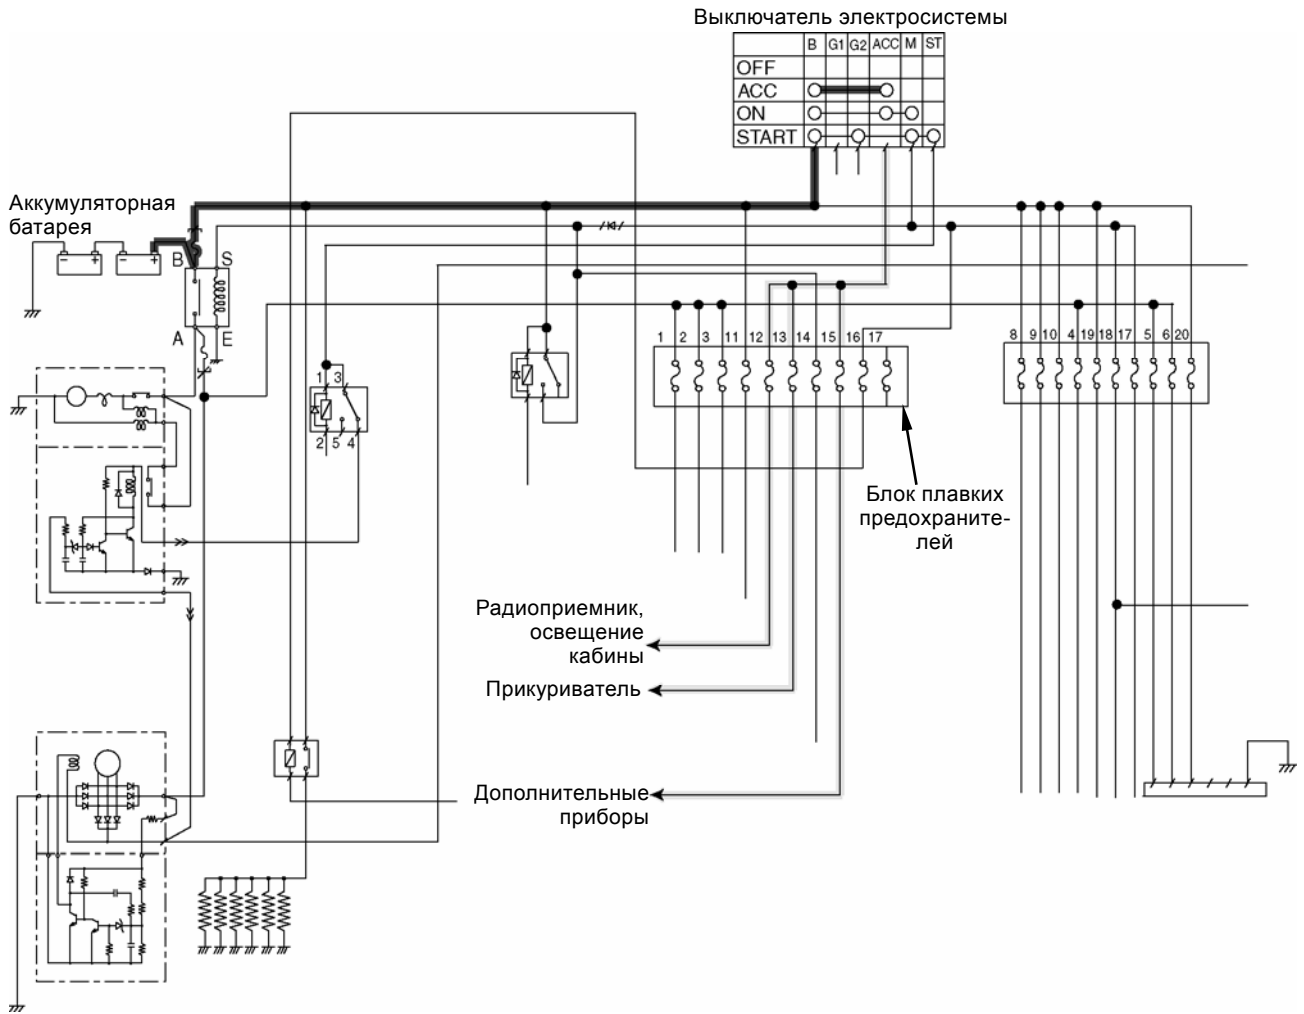 Выключатель электросистемы
B G1 G2 ACC M ST
OFF
ACC
ON
START
Аккумуляторная
батарея
− + − +
B S
A E
1 3
2 5 4
1 2 3 11 12 13 14 15 16 17
8 9 10 4 19 18 17 5 6 20
Блок плавких
предохраните-
лей
Радиоприемник,
освещение
кабины
Прикуриватель
Дополнительные
приборы